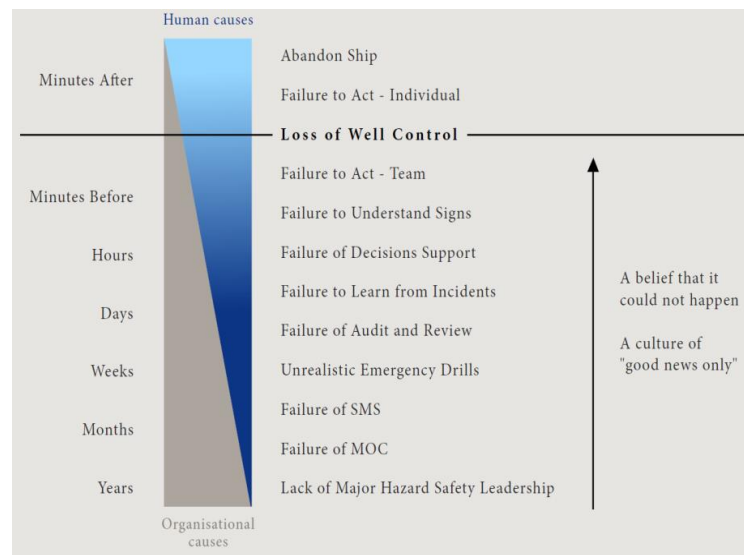 Human causes
Minutes After
Abandon Ship
Failure to Act - Individual
Loss of Well Control
Minutes Before
Hours
Days
Weeks
Months
Years
Failure to Act - Team
Failure to Understand Signs
Failure of Decisions Support
Failure to Learn from Incidents
Failure of Audit and Review
Unrealistic Emergency Drills
Failure of SMS
Failure of MOC
Lack of Major Hazard Safety Leadership
A belief that it
could not happen
A culture of
"good news only"
Organisational
causes